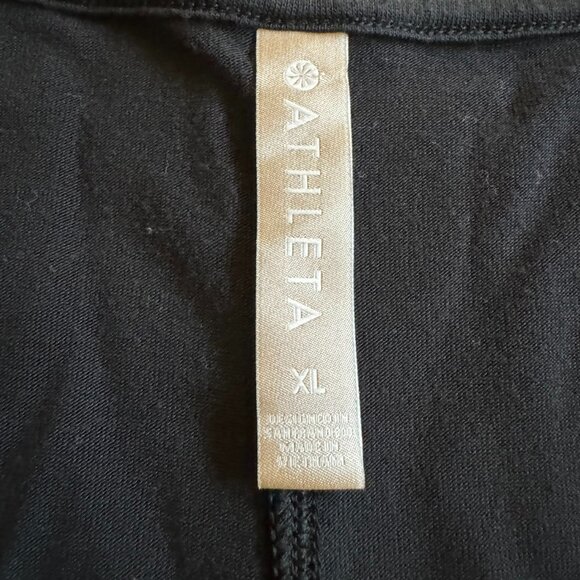 ATHLETA
XL
DESIGNED IN
SAN FRANCISCO
MADE IN
VIETNAM